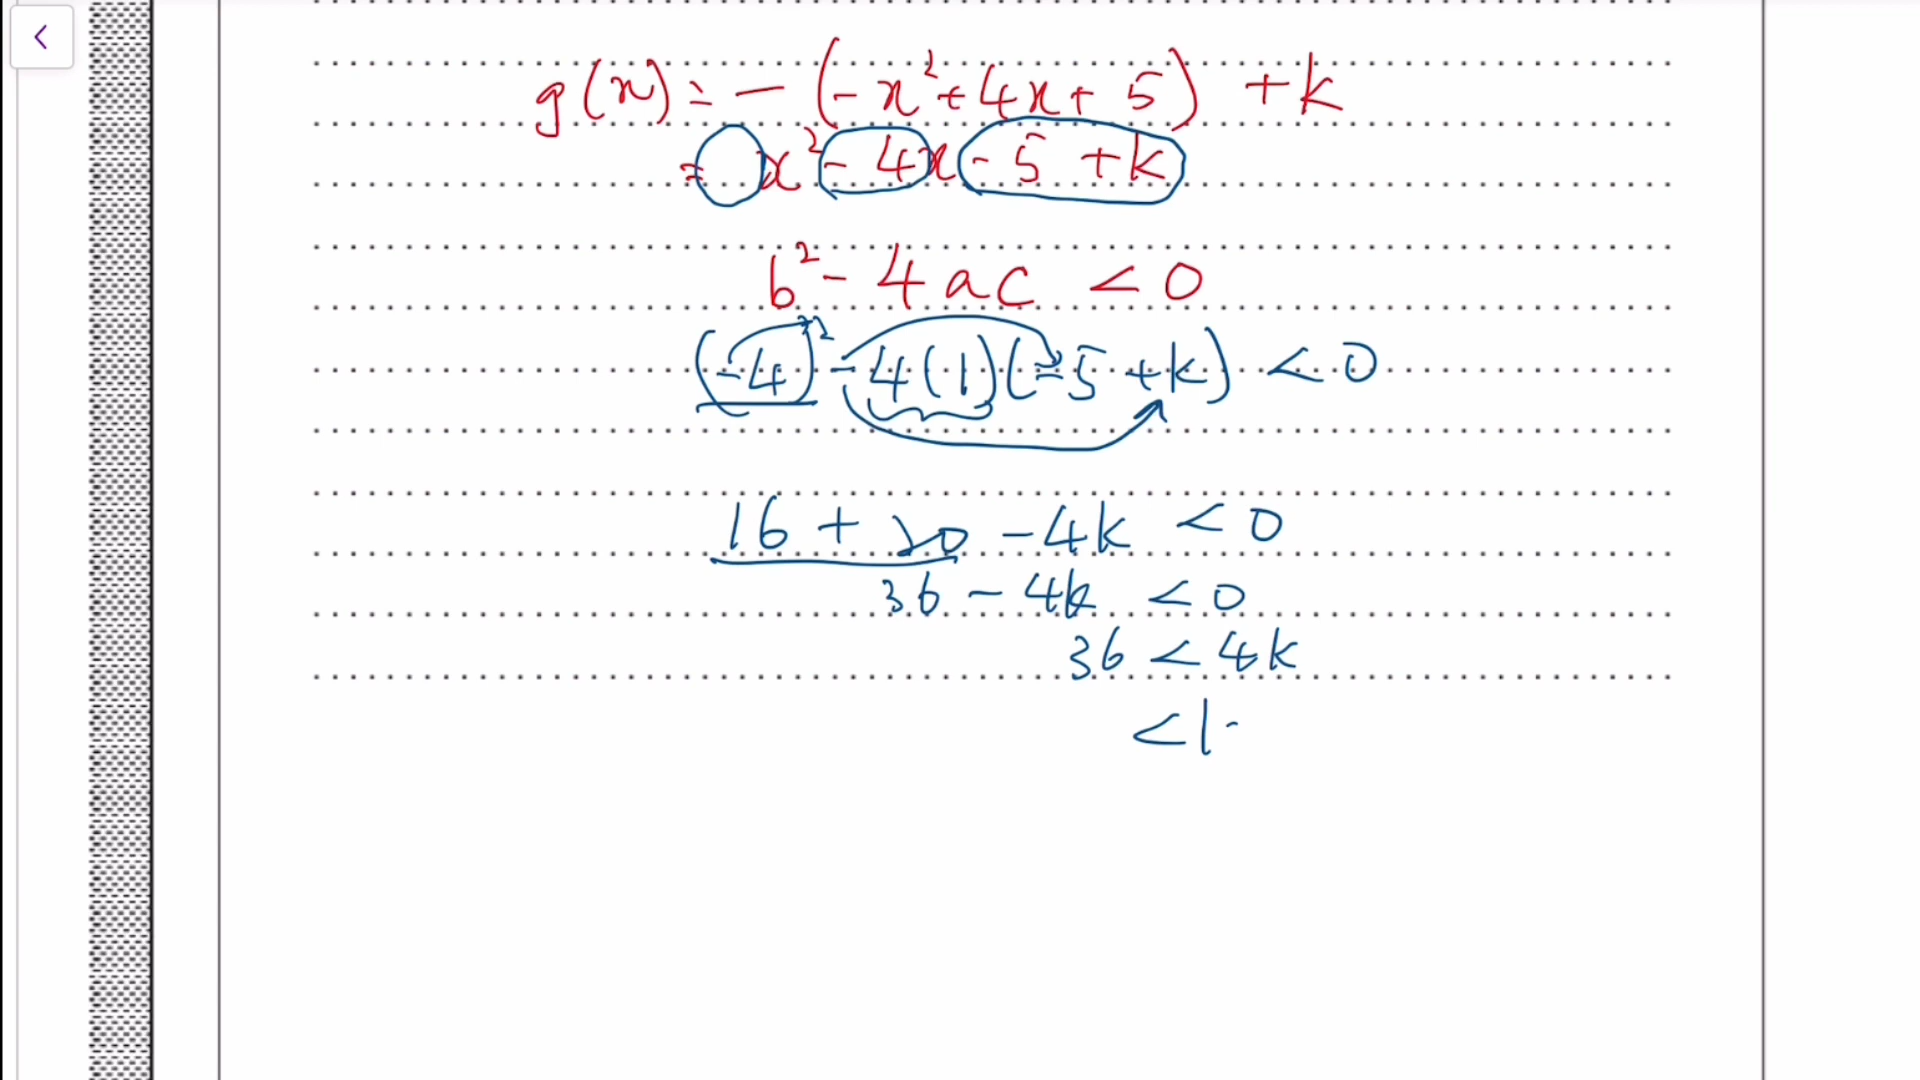 g(x) = - (-x² + 4x + 5) + k
= x² - 4x - 5 + k
b² - 4ac < 0
(-4)² - 4(1)(-5 + k) < 0
16 + 20 - 4k < 0
36 - 4k < 0
36 < 4k
<